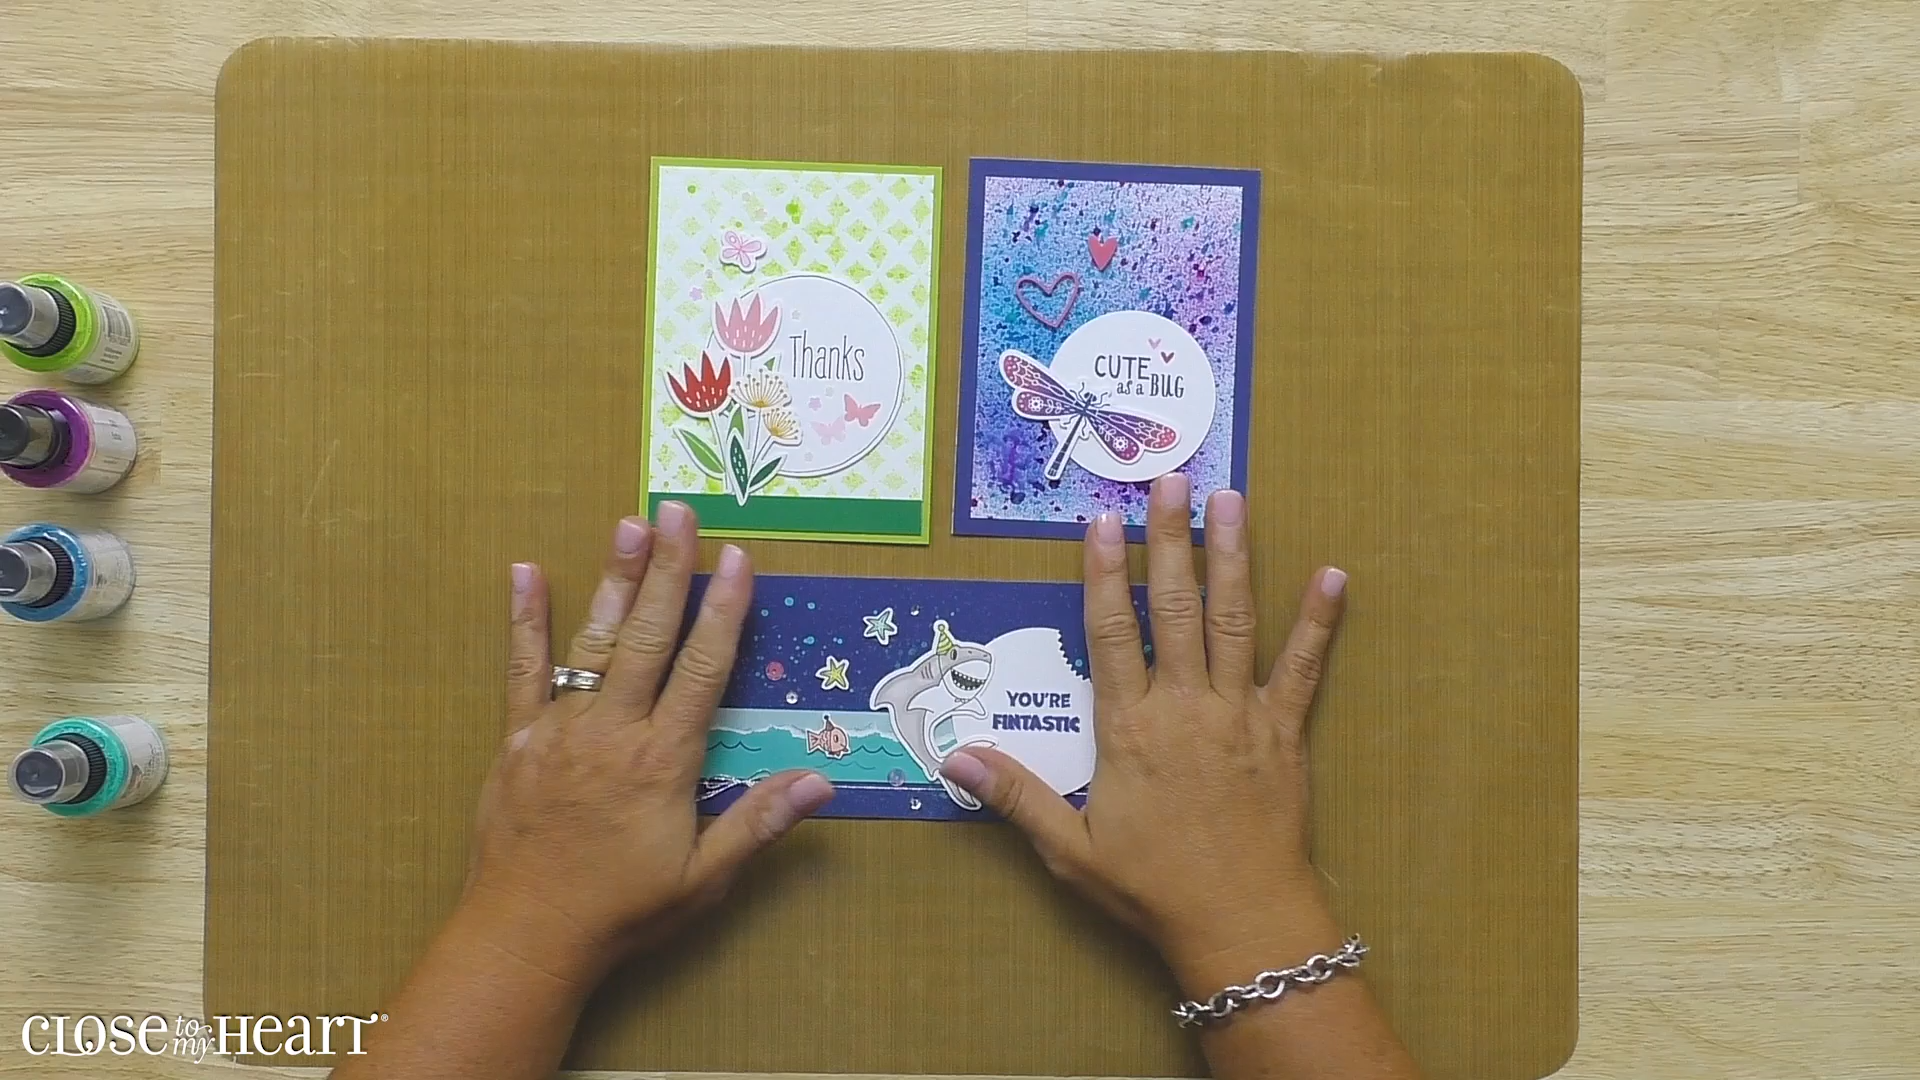 Thanks
CUTE
as a BUG
YOU'RE
FINTASTIC
CLOSE to my HEART®